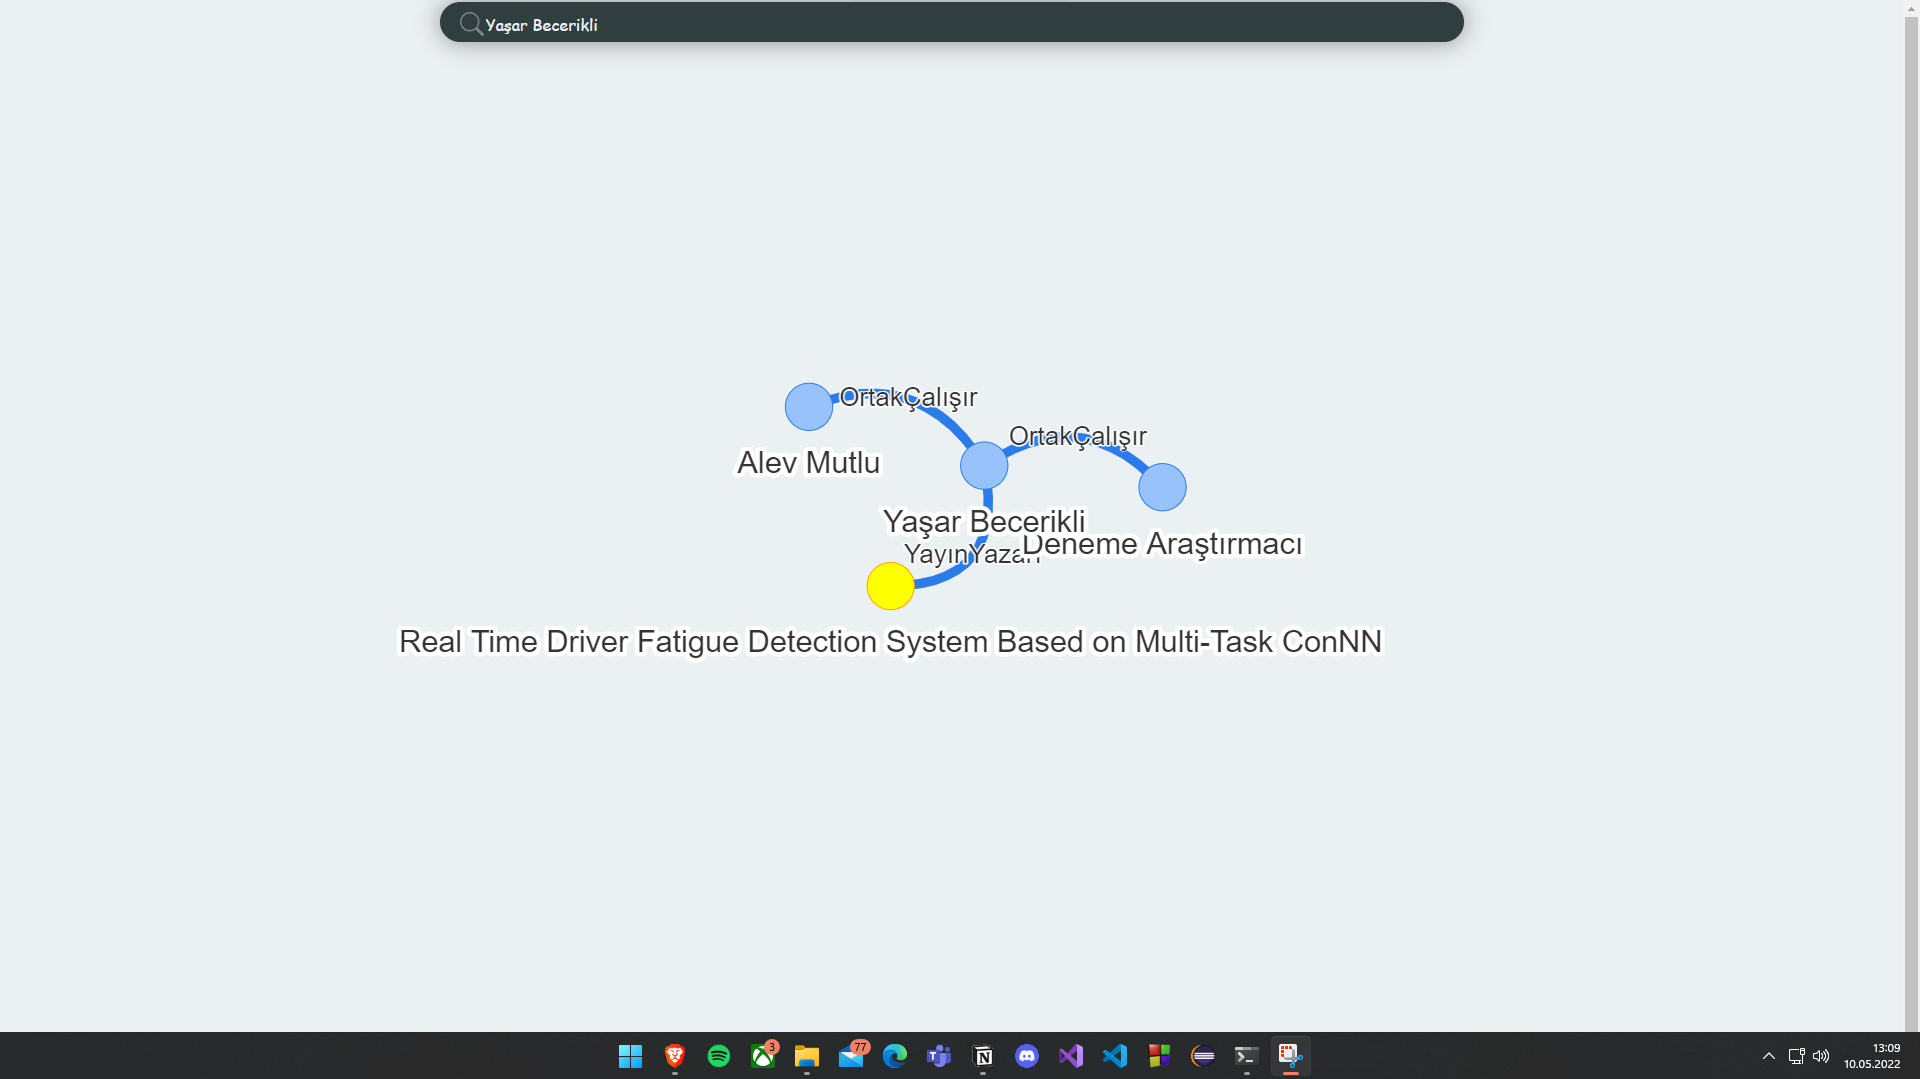 Yaşar Becerikli
OrtakÇalışır
OrtakÇalışır
Alev Mutlu
Yaşar Becerikli
Deneme Araştırmacı
Real Time Driver Fatigue Detection System Based on Multi-Task ConNN
3
77
13:09
10.05.2022